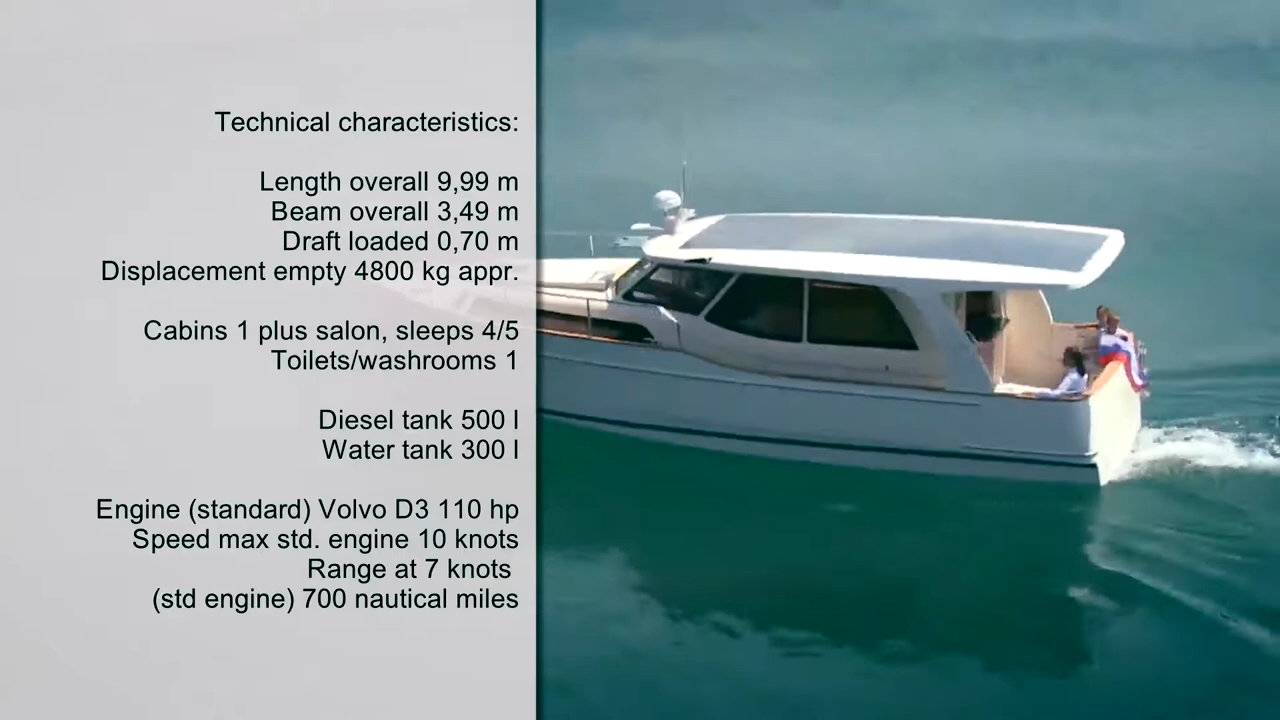 Technical characteristics:
Length overall 9,99 m
Beam overall 3,49 m
Draft loaded 0,70 m
Displacement empty 4800 kg appr.
Cabins 1 plus salon, sleeps 4/5
Toilets/washrooms 1
Diesel tank 500 l
Water tank 300 l
Engine (standard) Volvo D3 110 hp
Speed max std. engine 10 knots
Range at 7 knots
(std engine) 700 nautical miles